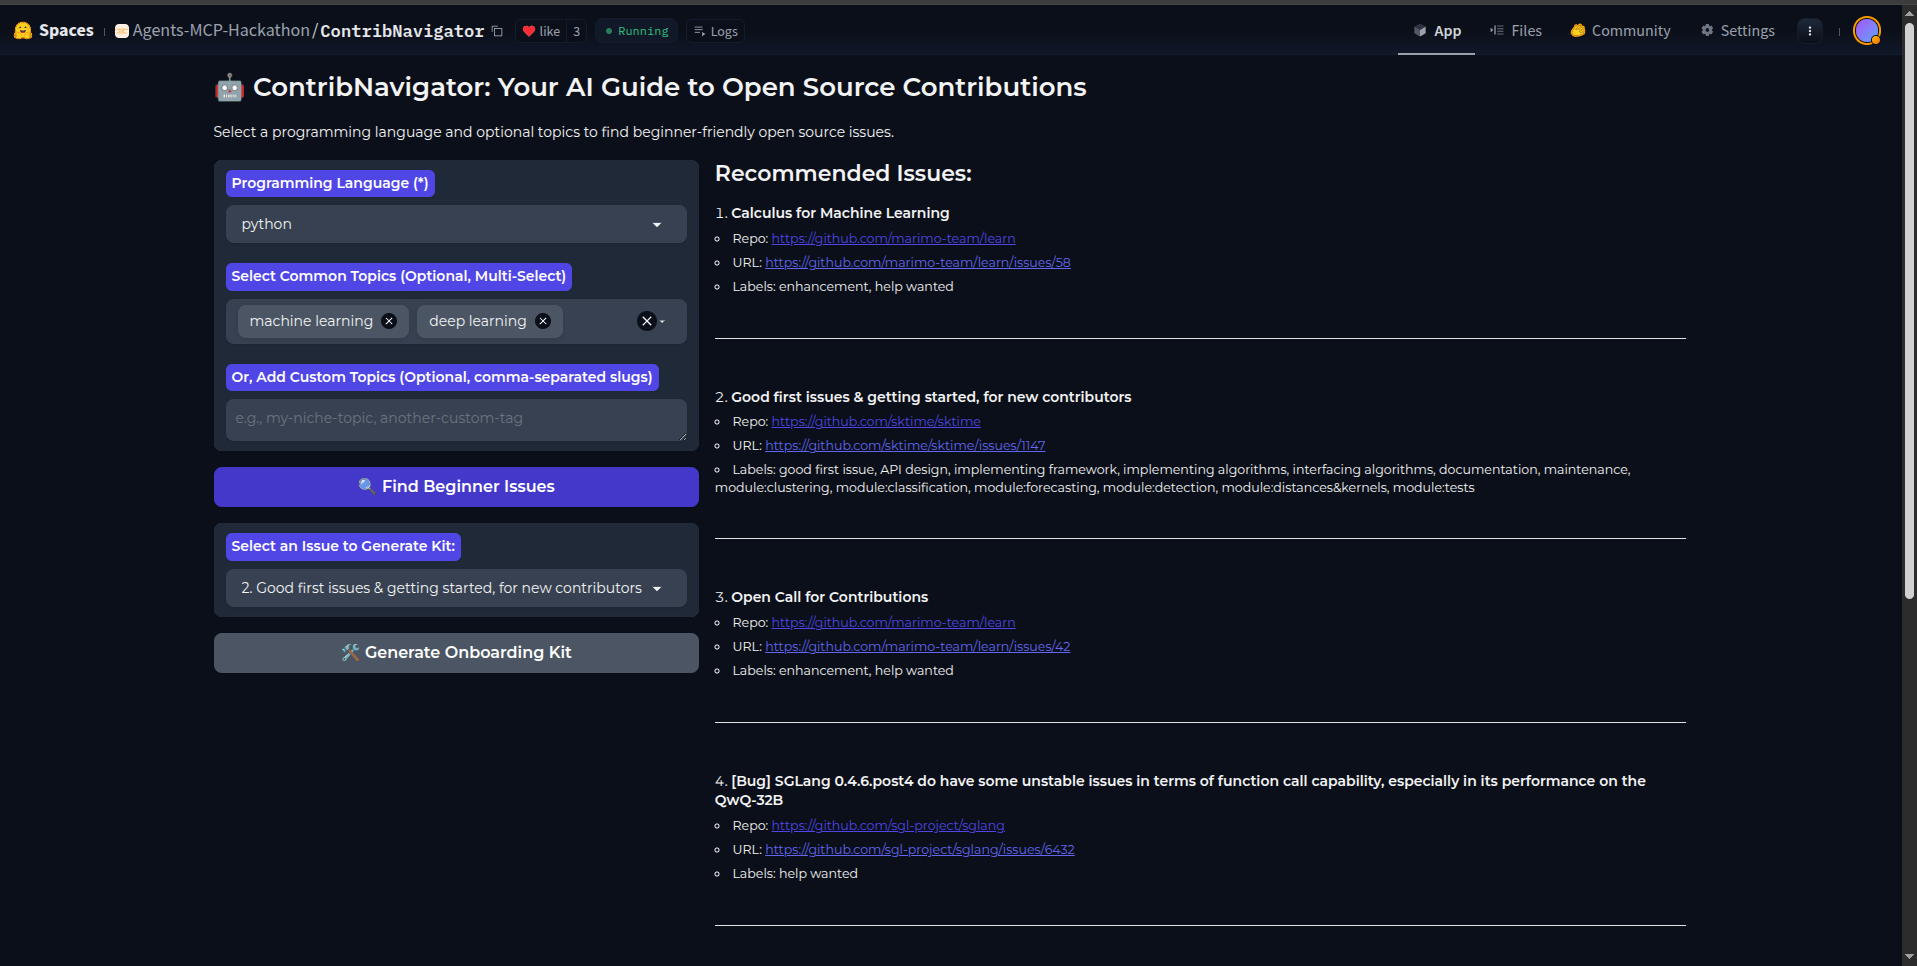 Spaces Agents-MCP-Hackathon/ContribNavigator like 3 Running Logs App Files Community Settings
ContribNavigator: Your AI Guide to Open Source Contributions
Select a programming language and optional topics to find beginner-friendly open source issues.
Programming Language (*)
python
Select Common Topics (Optional, Multi-Select)
machine learning deep learning
Or, Add Custom Topics (Optional, comma-separated slugs)
e.g., my-niche-topic, another-custom-tag
🔍 Find Beginner Issues
Select an Issue to Generate Kit:
2. Good first issues & getting started, for new contributors
🛠️ Generate Onboarding Kit
Recommended Issues:
1. Calculus for Machine Learning
Repo: https://github.com/marimo-team/learn
URL: https://github.com/marimo-team/learn/issues/58
Labels: enhancement, help wanted
2. Good first issues & getting started, for new contributors
Repo: https://github.com/sktime/sktime
URL: https://github.com/sktime/sktime/issues/1147
Labels: good first issue, API design, implementing framework, implementing algorithms, interfacing algorithms, documentation, maintenance,
module:clustering, module:classification, module:forecasting, module:detection, module:distances&kernels, module:tests
3. Open Call for Contributions
Repo: https://github.com/marimo-team/learn
URL: https://github.com/marimo-team/learn/issues/42
Labels: enhancement, help wanted
4. [Bug] SGLang 0.4.6.post4 do have some unstable issues in terms of function call capability, especially in its performance on the
QwQ-32B
Repo: https://github.com/sgl-project/sglang
URL: https://github.com/sgl-project/sglang/issues/6432
Labels: help wanted